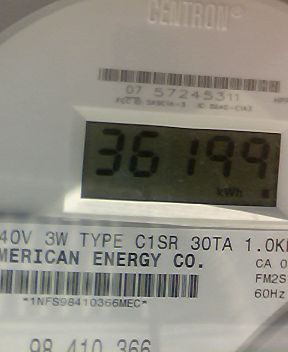 CENTRON®
07 57245311
36199
kWh
40V 3W TYPE C1SR 30TA 1.0K
MERICAN ENERGY CO.
CA 0
FM2S
60Hz
*1NFS98410366MEC*
98 410 366